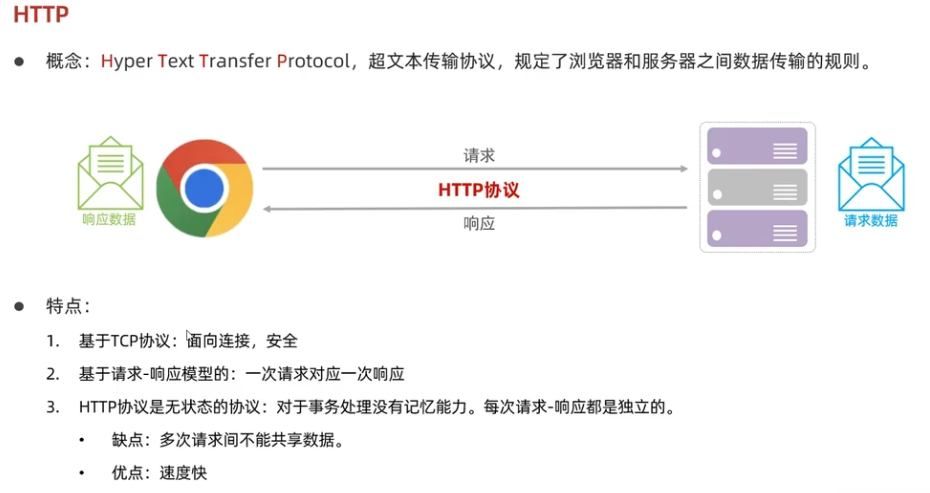 HTTP
● 概念：Hyper Text Transfer Protocol，超文本传输协议，规定了浏览器和服务器之间数据传输的规则。
请求
HTTP协议
响应
响应数据
请求数据
● 特点：
1. 基于TCP协议：面向连接，安全
2. 基于请求-响应模型的：一次请求对应一次响应
3. HTTP协议是无状态的协议：对于事务处理没有记忆能力。每次请求-响应都是独立的。
• 缺点：多次请求间不能共享数据。
• 优点：速度快